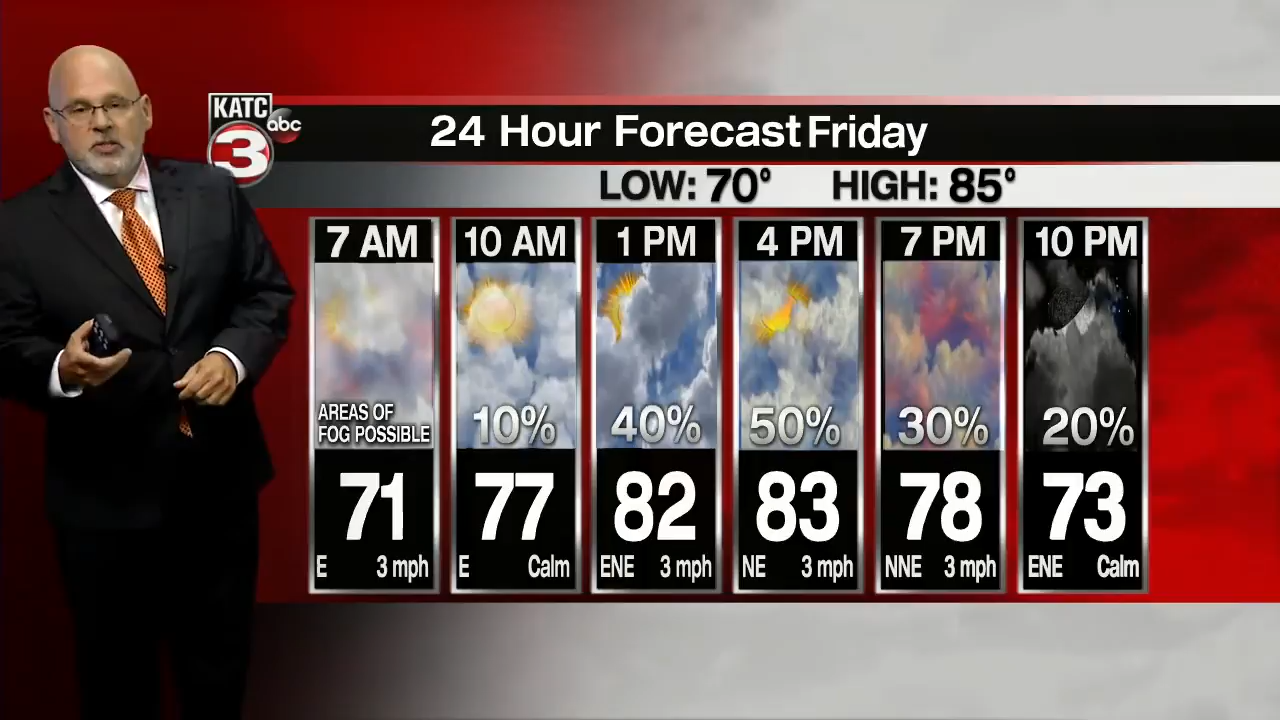 KATC
abc
3
24 Hour Forecast Friday
LOW: 70° HIGH: 85°
7 AM 10 AM 1 PM 4 PM 7 PM 10 PM
AREAS OF
FOG POSSIBLE 10% 40% 50% 30% 20%
71 77 82 83 78 73
E 3 mph E Calm ENE 3 mph NE 3 mph NNE 3 mph ENE Calm